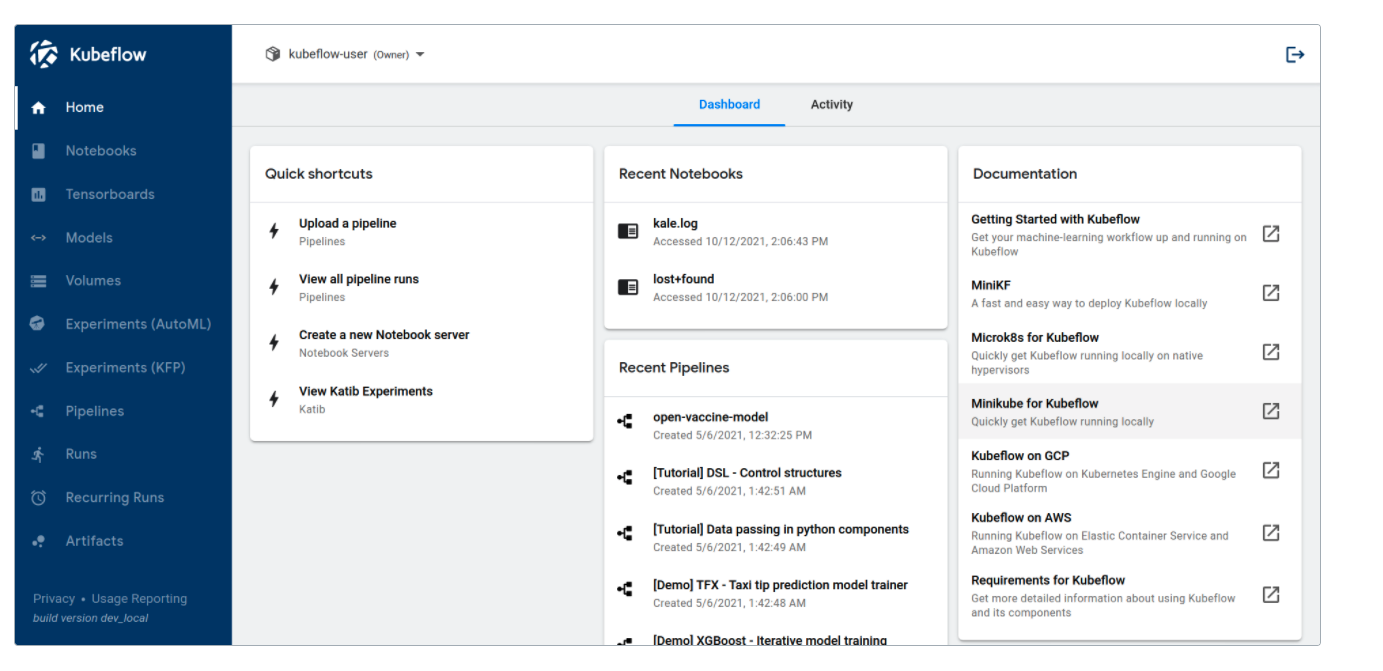 Kubeflow
Home
Notebooks
Tensorboards
Models
Volumes
Experiments (AutoML)
Experiments (KFP)
Pipelines
Runs
Recurring Runs
Artifacts
Privacy • Usage Reporting
build version dev_local
kubeflow-user (Owner)
Dashboard Activity
Quick shortcuts
Upload a pipeline
Pipelines
View all pipeline runs
Pipelines
Create a new Notebook server
Notebook Servers
View Katib Experiments
Katib
Recent Notebooks
kale.log
Accessed 10/12/2021, 2:06:43 PM
lost+found
Accessed 10/12/2021, 2:06:00 PM
Recent Pipelines
open-vaccine-model
Created 5/6/2021, 12:32:25 PM
[Tutorial] DSL - Control structures
Created 5/6/2021, 1:42:51 AM
[Tutorial] Data passing in python components
Created 5/6/2021, 1:42:49 AM
[Demo] TFX - Taxi tip prediction model trainer
Created 5/6/2021, 1:42:48 AM
[Demo] XGBoost - Iterative model training
Documentation
Getting Started with Kubeflow
Get your machine-learning workflow up and running on
Kubeflow
MiniKF
A fast and easy way to deploy Kubeflow locally
Microk8s for Kubeflow
Quickly get Kubeflow running locally on native
hypervisors
Minikube for Kubeflow
Quickly get Kubeflow running locally
Kubeflow on GCP
Running Kubeflow on Kubernetes Engine and Google
Cloud Platform
Kubeflow on AWS
Running Kubeflow on Elastic Container Service and
Amazon Web Services
Requirements for Kubeflow
Get more detailed information about using Kubeflow
and its components